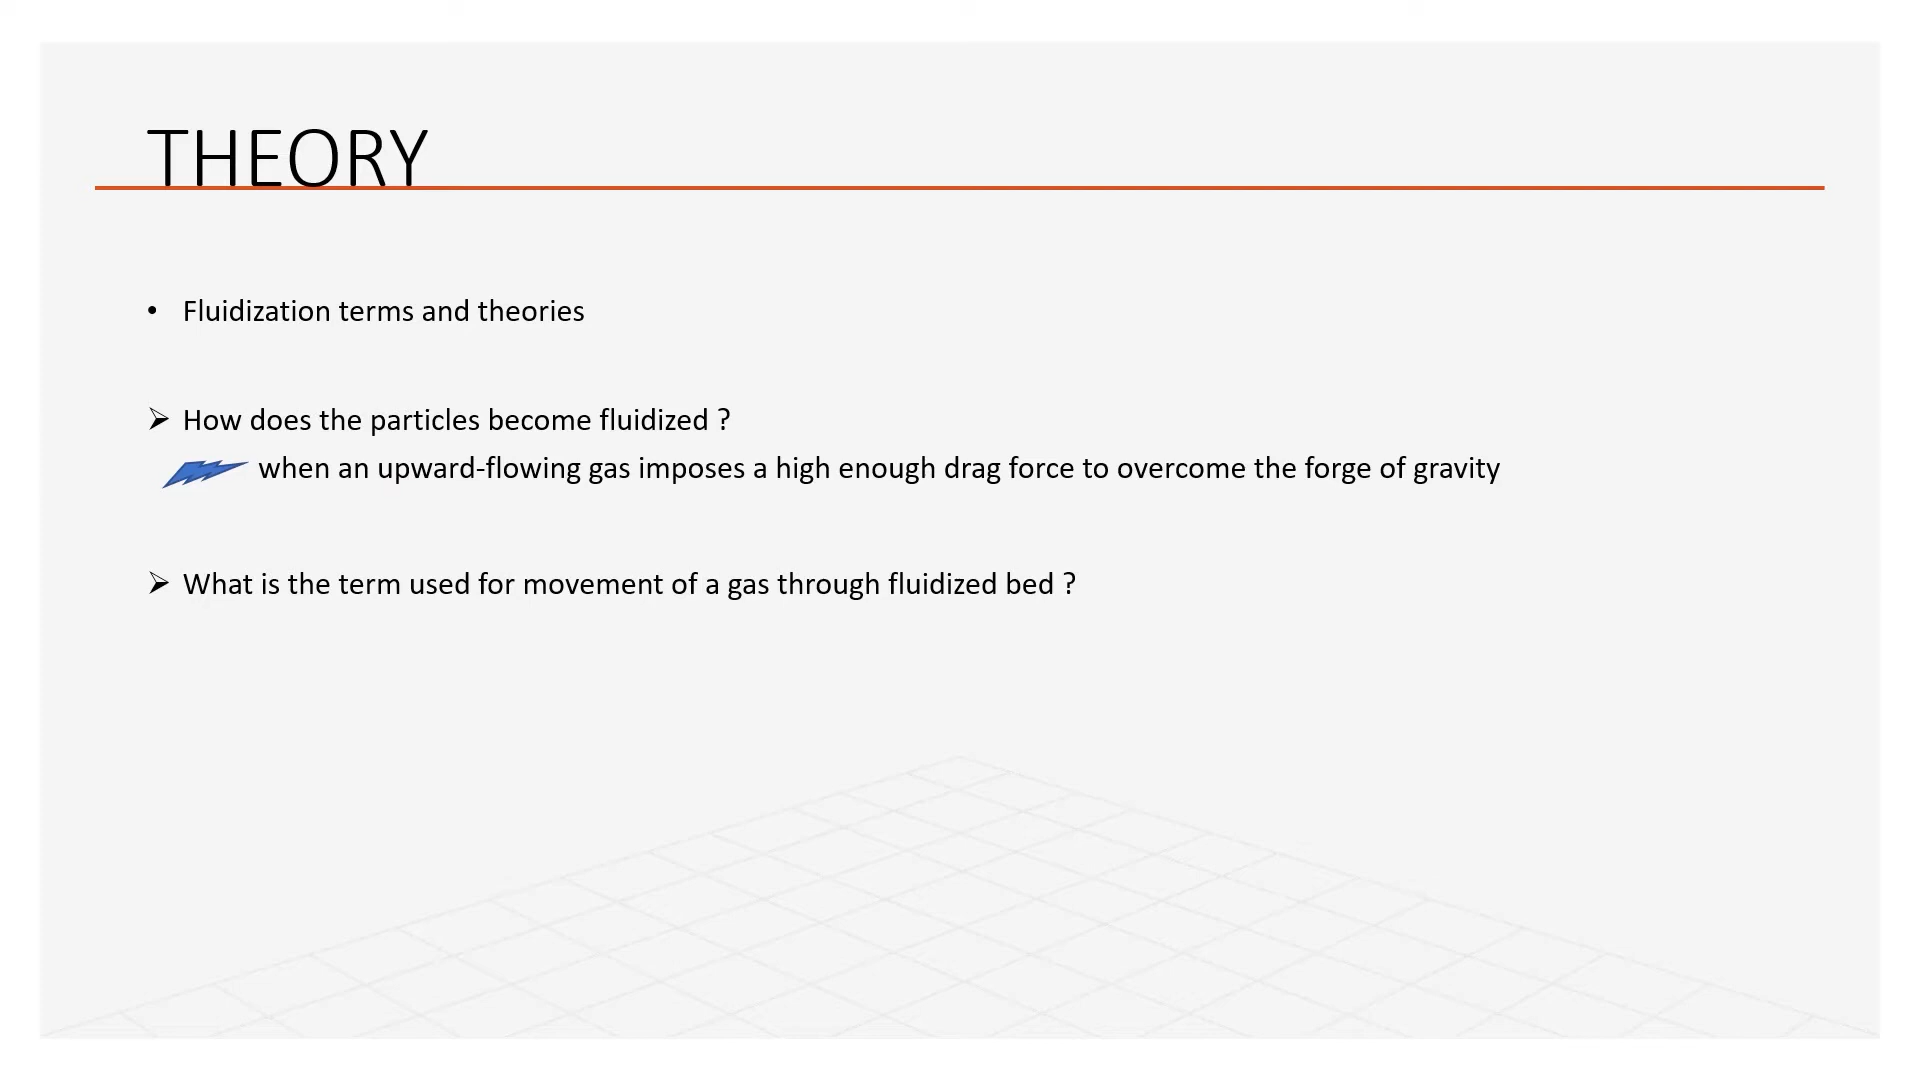 THEORY
• Fluidization terms and theories
➢ How does the particles become fluidized ?
when an upward-flowing gas imposes a high enough drag force to overcome the forge of gravity
➢ What is the term used for movement of a gas through fluidized bed ?